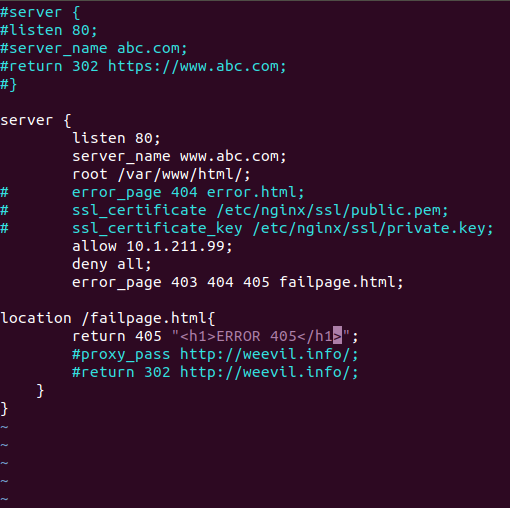 #server {
#listen 80;
#server_name abc.com;
#return 302 https://www.abc.com;
#}

server {
        listen 80;
        server_name www.abc.com;
        root /var/www/html/;
#       error_page 404 error.html;
#       ssl_certificate /etc/nginx/ssl/public.pem;
#       ssl_certificate_key /etc/nginx/ssl/private.key;
        allow 10.1.211.99;
        deny all;
        error_page 403 404 405 failpage.html;

location /failpage.html{
        return 405 "<h1>ERROR 405</h1>";
        #proxy_pass http://weevil.info/;
        #return 302 http://weevil.info/;
    }
}
~
~
~
~
~